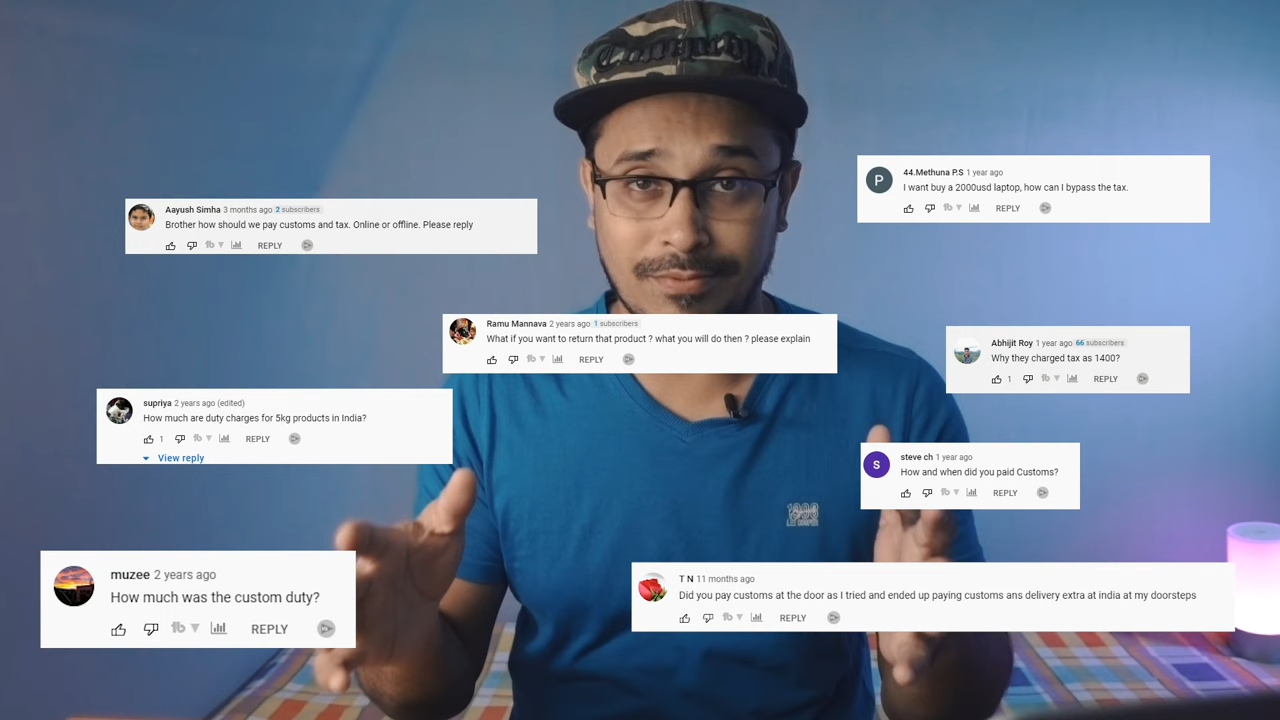 44.Methuna P.S 1 year ago
I want buy a 2000usd laptop, how can I bypass the tax.
REPLY
Aayush Simha 3 months ago 2 subscribers
Brother how should we pay customs and tax. Online or offline. Please reply
REPLY
Ramu Mannava 2 years ago 1 subscribers
What if you want to return that product ? what you will do then ? please explain
REPLY
Abhijit Roy 1 year ago 66 subscribers
Why they charged tax as 1400?
1 REPLY
supriya 2 years ago (edited)
How much are duty charges for 5kg products in India?
1 REPLY
View reply
steve ch 1 year ago
How and when did you paid Customs?
REPLY
muzee 2 years ago
How much was the custom duty?
REPLY
T N 11 months ago
Did you pay customs at the door as I tried and ended up paying customs ans delivery extra at india at my doorsteps
REPLY